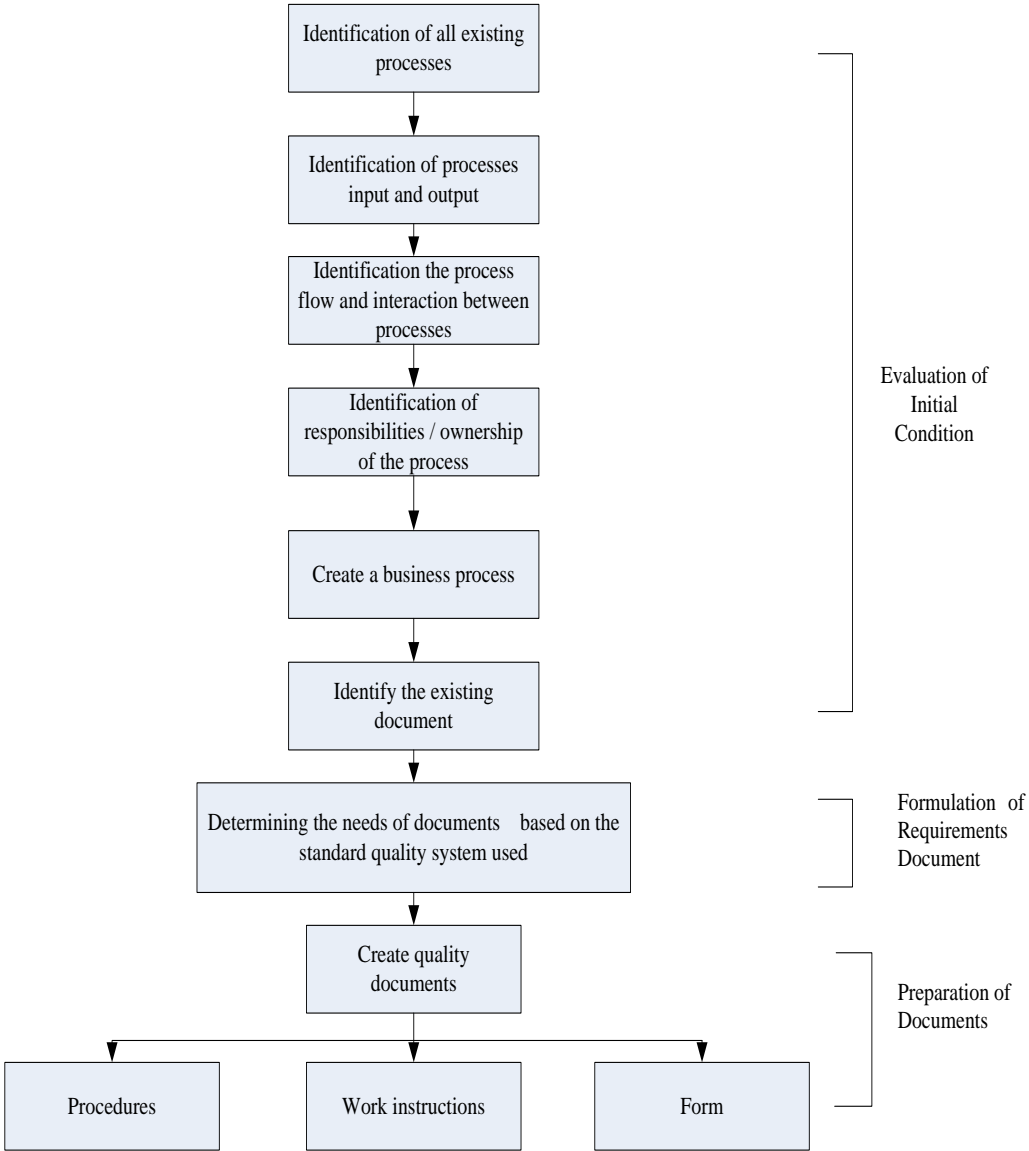 Identification of all existing
processes
Identification of processes
input and output
Identification the process
flow and interaction between
processes
Identification of
responsibilities / ownership
of the process
Create a business process
Identify the existing
document
Evaluation of
Initial
Condition
Determining the needs of documents based on the
standard quality system used
Formulation of
Requirements
Document
Create quality
documents
Preparation of
Documents
Procedures
Work instructions
Form